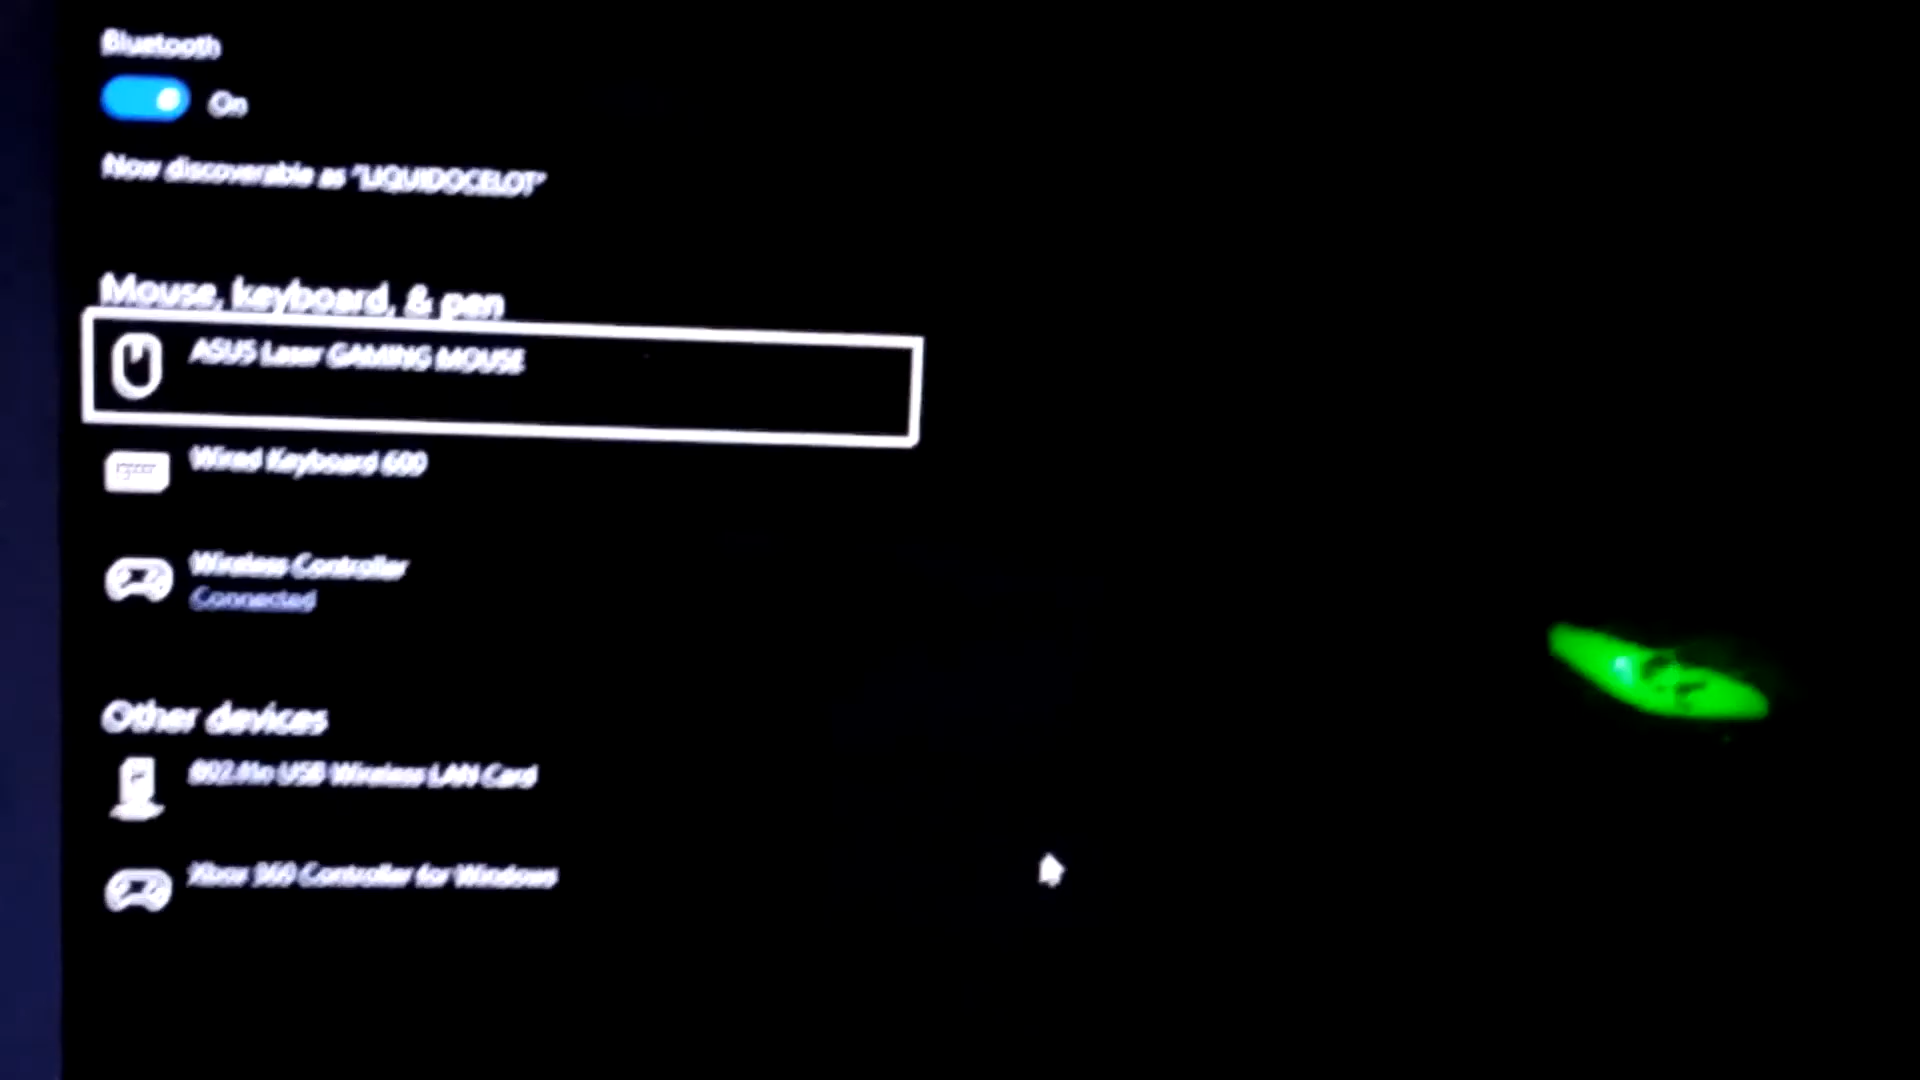 Bluetooth
On
Now discoverable as "LIQUIDOCELOT"
Mouse, keyboard, & pen
ASUS Laser GAMING MOUSE
Wired Keyboard 600
Wireless Controller
Connected
Other devices
802.11n USB Wireless LAN Card
Xbox 360 Controller for Windows